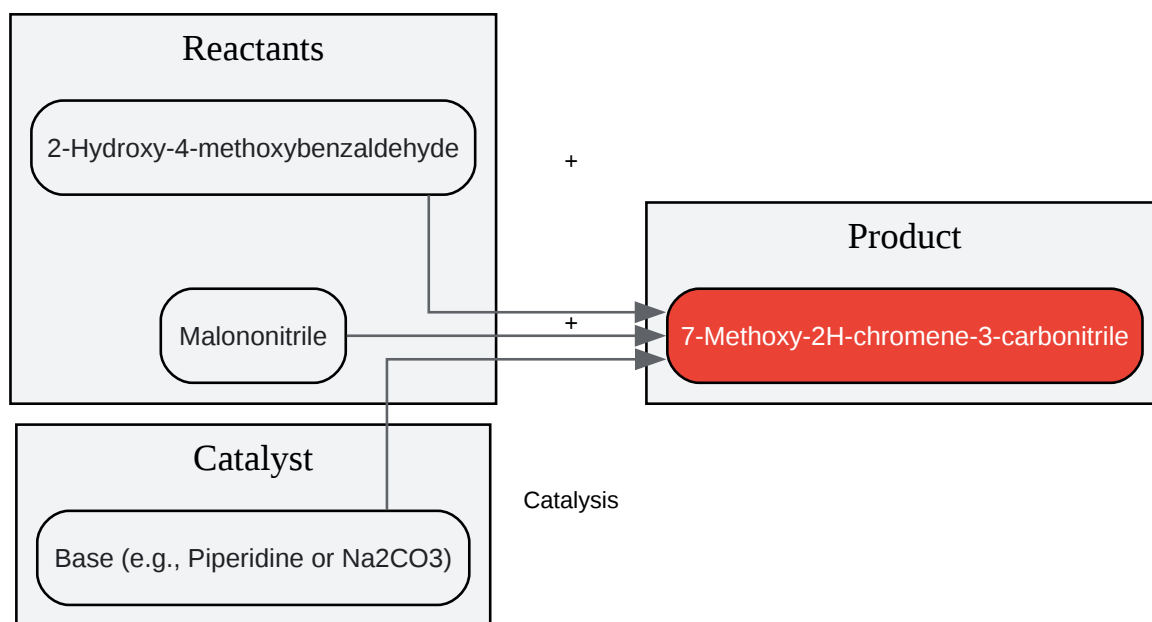 Reactants
2-Hydroxy-4-methoxybenzaldehyde
+
Product
Malononitrile
+
7-Methoxy-2H-chromene-3-carbonitrile
Catalyst
Catalysis
Base (e.g., Piperidine or Na2CO3)